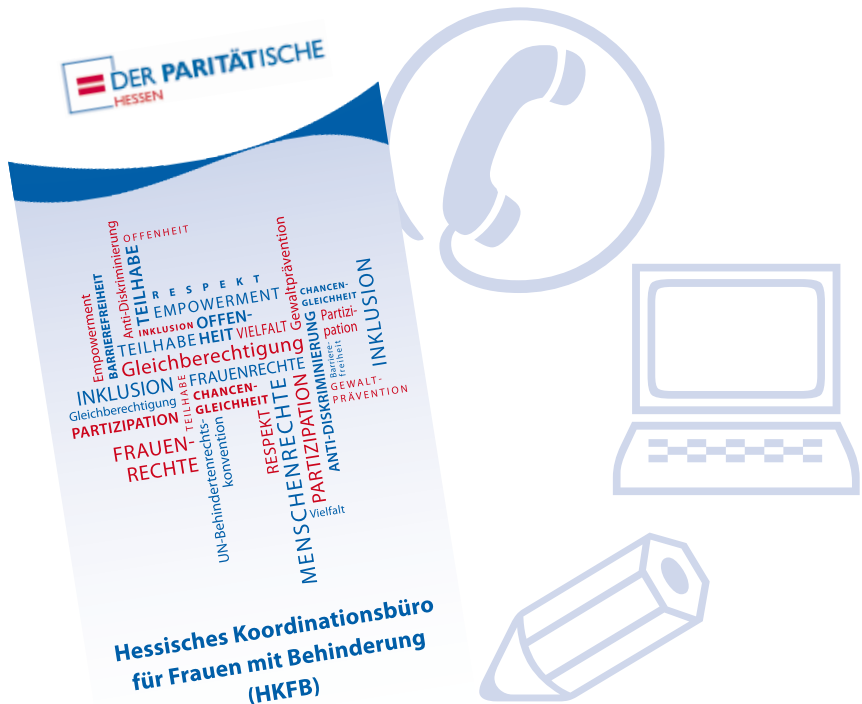 DER PARITÄTISCHE
HESSEN
Empowerment
BARRIEREFREIHEIT
Anti-Diskriminierung
TEILHABE
OFFENHEIT
RESPEKT
EMPOWERMENT
INKLUSION
OFFEN-
HEIT
TEILHABE
VIELFALT
Gewaltprävention
CHANCEN-
GLEICHHEIT
INKLUSION
Partizi-
pation
Gleichberechtigung
INKLUSION
FRAUENRECHTE
Gleichberechtigung
TEILHABE
CHANCEN-
GLEICHHEIT
PARTIZIPATION
FRAUEN-
RECHTE
UN-Behindertenrechts-
konvention
RESPEKT
MENSCHENRECHTE
PARTIZIPATION
ANTI-DISKRIMINIERUNG
Barriere-
freiheit
GEWALT-
PRÄVENTION
Vielfalt
Hessisches Koordinationsbüro
für Frauen mit Behinderung
(HKFB)